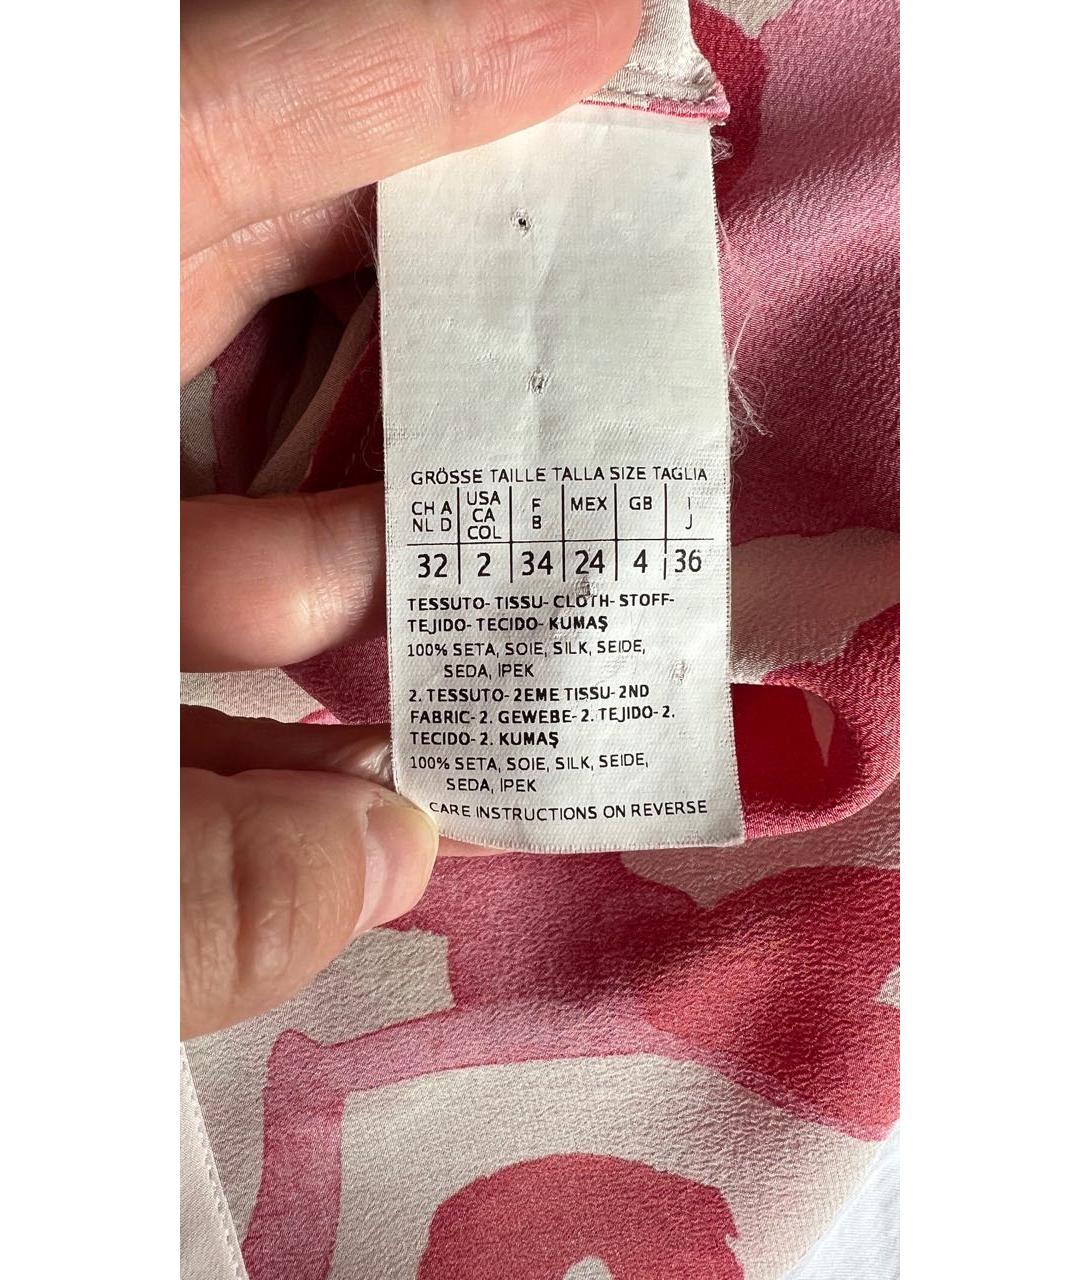 GRÖSSE TAILLE TALLA SIZE TAGLIA
CH A NL D | USA CA COL | F B | MEX | GB | I J
32 | 2 | 34 | 24 | 4 | 36
TESSUTO- TISSU- CLOTH- STOFF-
TEJIDO- TECIDO- KUMAŞ
100% SETA, SOIE, SILK, SEIDE,
SEDA, IPEK
2. TESSUTO- 2EME TISSU- 2ND
FABRIC- 2. GEWEBE- 2. TEJIDO- 2.
TECIDO- 2. KUMAŞ
100% SETA, SOIE, SILK, SEIDE,
SEDA, IPEK
CARE INSTRUCTIONS ON REVERSE